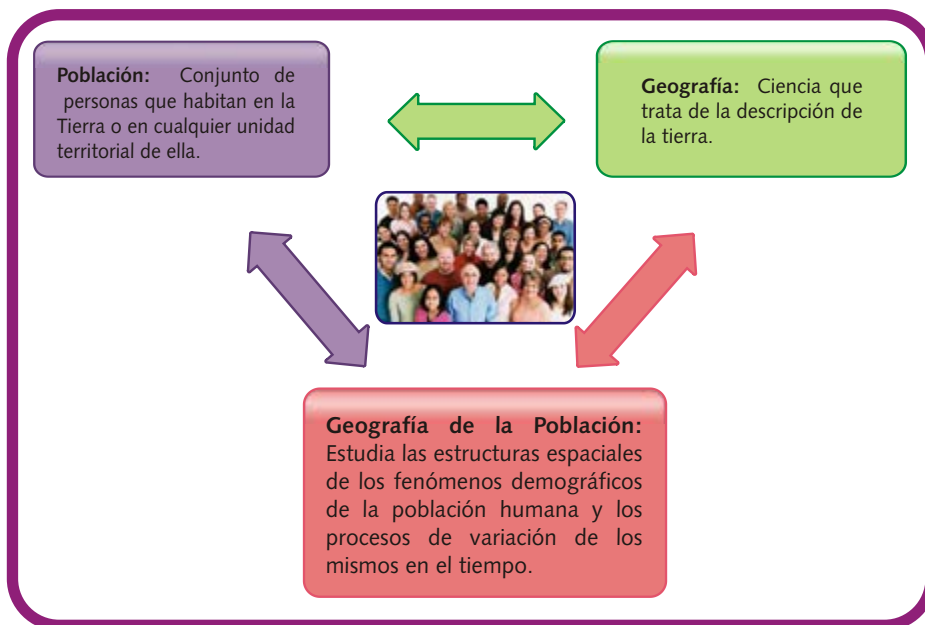 Población: Conjunto de
personas que habitan en la
Tierra o en cualquier unidad
territorial de ella.
Geografía: Ciencia que
trata de la descripción de
la tierra.
Geografía de la Población:
Estudia las estructuras espaciales
de los fenómenos demográficos
de la población humana y los
procesos de variación de los
mismos en el tiempo.